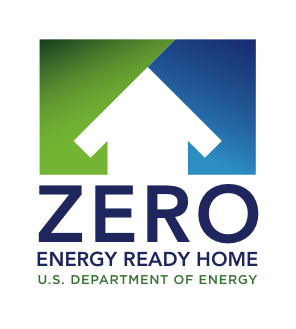 ZERO
ENERGY READY HOME
U.S. DEPARTMENT OF ENERGY